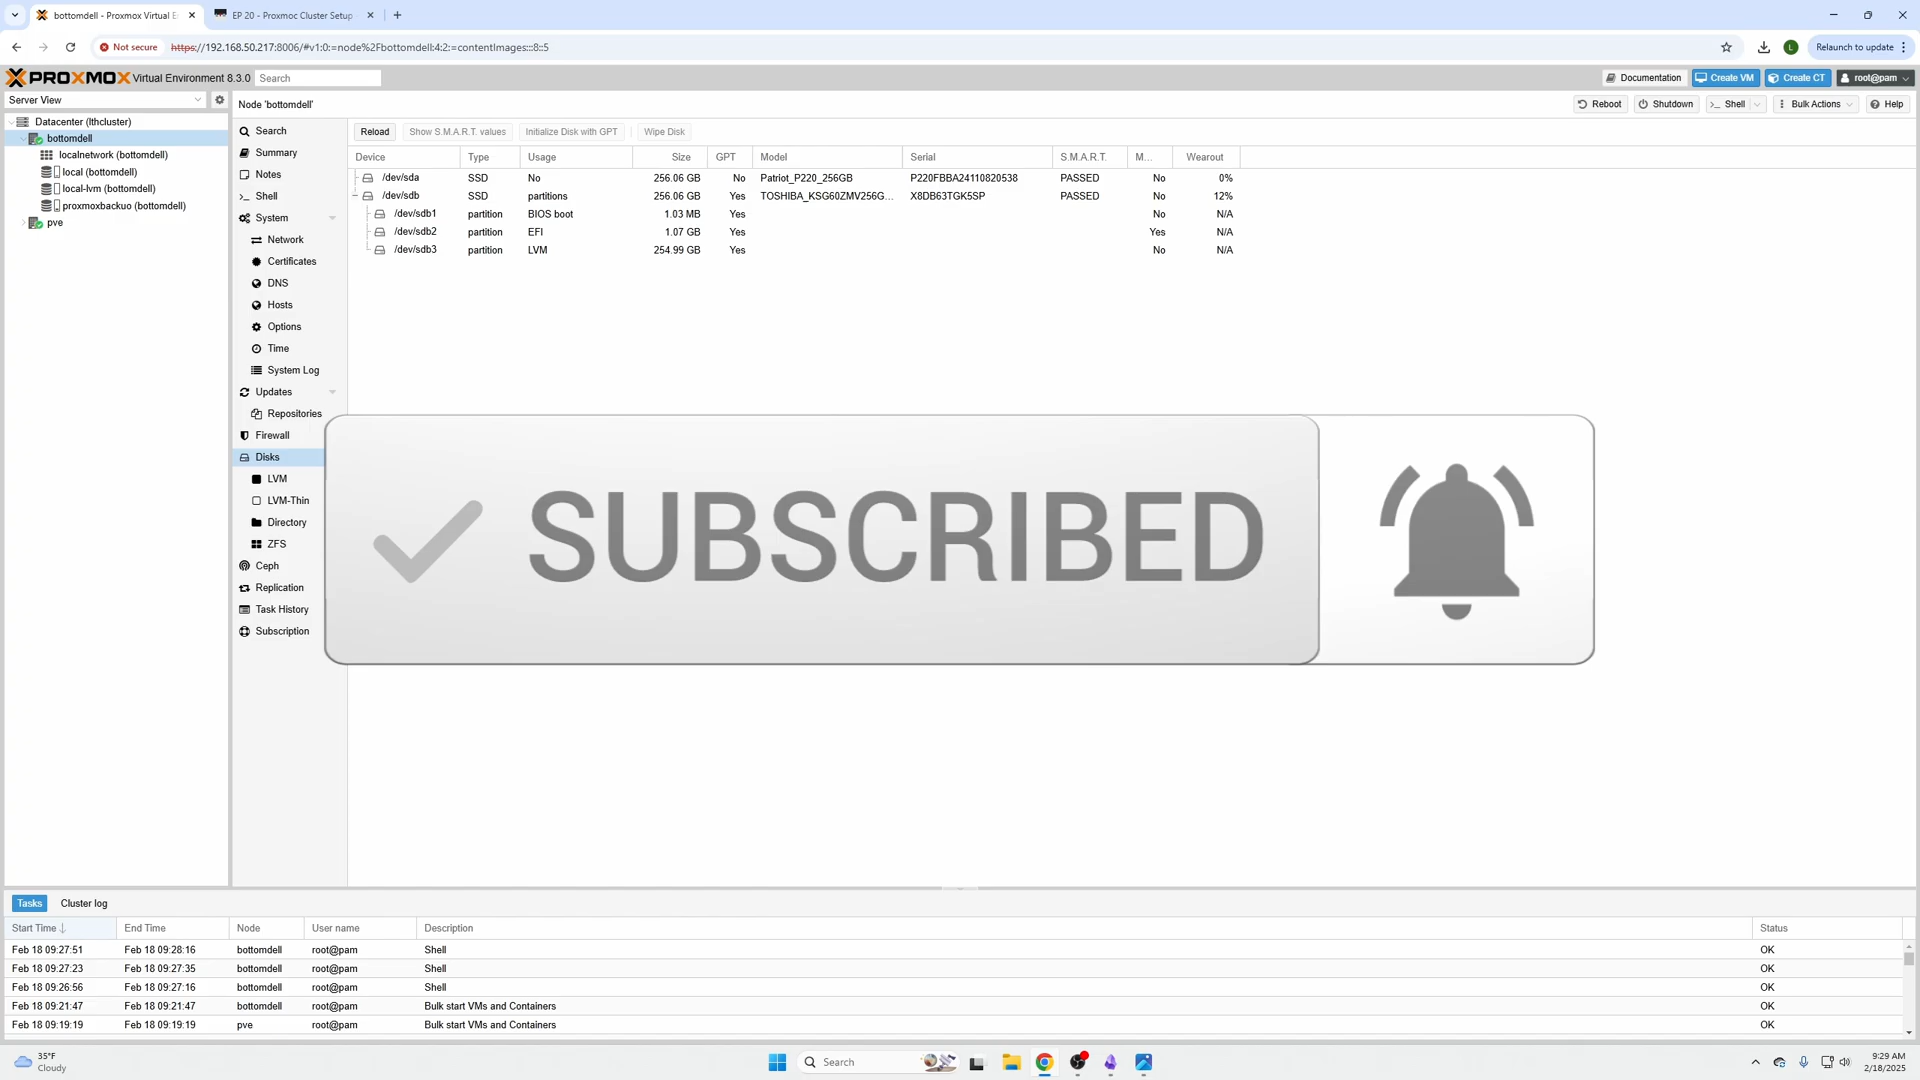 bottomdell - Proxmox Virtual E
EP 20 - Proxmoc Cluster Setup
Not secure
https://192.168.50.217:8006/#v1:0:=node%2Fbottomdell:4:2:=contentImages:::8::5
L
Relaunch to update
PROXMOX Virtual Environment 8.3.0
Search
Documentation
Create VM
Create CT
root@pam
Server View
Node 'bottomdell'
Reboot
Shutdown
Shell
Bulk Actions
Help
Datacenter (lthcluster)
bottomdell
localnetwork (bottomdell)
local (bottomdell)
local-lvm (bottomdell)
proxmoxbackuo (bottomdell)
pve
Search
Summary
Notes
Shell
System
Network
Certificates
DNS
Hosts
Options
Time
System Log
Updates
Repositories
Firewall
Disks
LVM
LVM-Thin
Directory
ZFS
Ceph
Replication
Task History
Subscription
Reload
Show S.M.A.R.T. values
Initialize Disk with GPT
Wipe Disk
Device Type Usage Size GPT Model Serial S.M.A.R.T. M... Wearout
/dev/sda SSD No 256.06 GB No Patriot_P220_256GB P220FBBA24110820538 PASSED No 0%
/dev/sdb SSD partitions 256.06 GB Yes TOSHIBA_KSG60ZMV256G... X8DB63TGK5SP PASSED No 12%
/dev/sdb1 partition BIOS boot 1.03 MB Yes No N/A
/dev/sdb2 partition EFI 1.07 GB Yes Yes N/A
/dev/sdb3 partition LVM 254.99 GB Yes No N/A
SUBSCRIBED
Tasks
Cluster log
Start Time End Time Node User name Description Status
Feb 18 09:27:51 Feb 18 09:28:16 bottomdell root@pam Shell OK
Feb 18 09:27:23 Feb 18 09:27:35 bottomdell root@pam Shell OK
Feb 18 09:26:56 Feb 18 09:27:16 bottomdell root@pam Shell OK
Feb 18 09:21:47 Feb 18 09:21:47 bottomdell root@pam Bulk start VMs and Containers OK
Feb 18 09:19:19 Feb 18 09:19:19 pve root@pam Bulk start VMs and Containers OK
35°F
Cloudy
Search
9:29 AM
2/18/2025